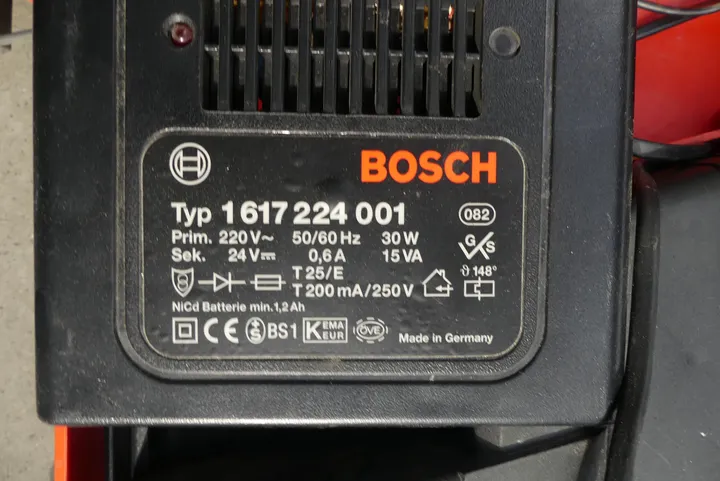 BOSCH
Typ 1 617 224 001 082
Prim. 220 V~ 50/60 Hz 30 W
Sek. 24 V⎓ 0,6 A 15 VA
G S
T 25/E ϑ 148°
T 200 mA/250 V
NiCd Batterie min. 1,2 Ah
CE S BS1 KEMA KEUR ÖVE Made in Germany